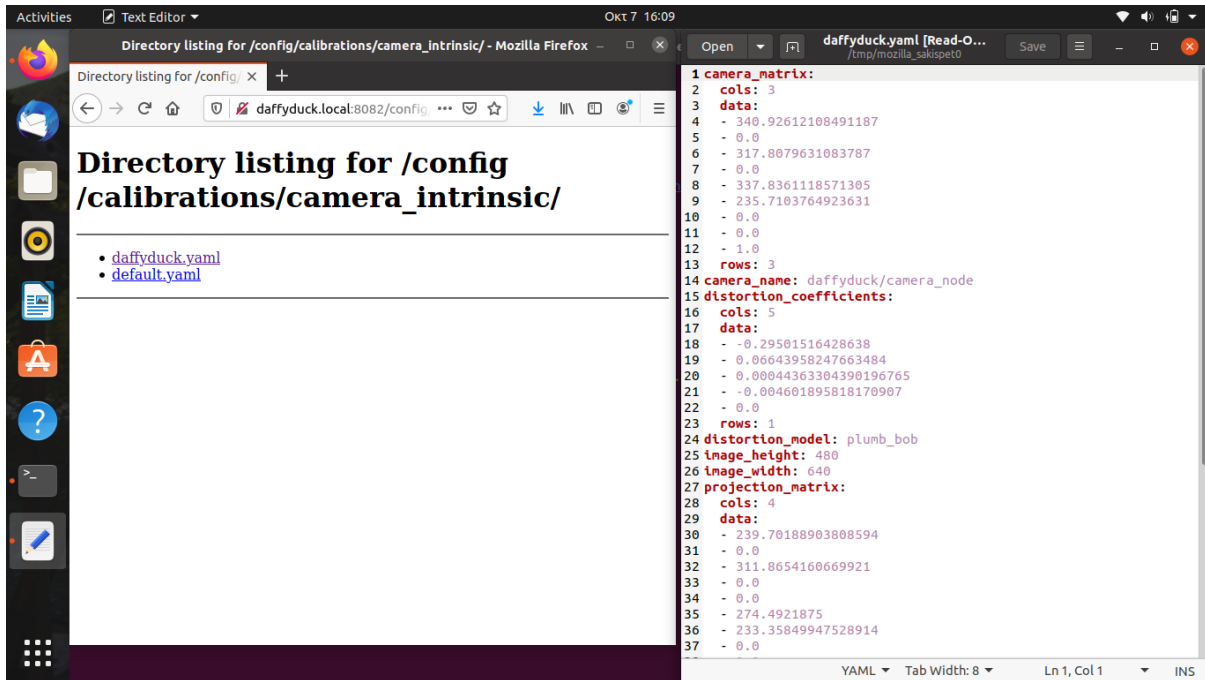 Activities Text Editor Οκτ 7 16:09
Directory listing for /config/calibrations/camera_intrinsic/ - Mozilla Firefox
Directory listing for /config/
daffyduck.local:8082/config/
Directory listing for /config
/calibrations/camera_intrinsic/
daffyduck.yaml
default.yaml
Open daffyduck.yaml [Read-O... Save
/tmp/mozilla_sakispet0
1 camera_matrix:
2 cols: 3
3 data:
4 - 340.92612108491187
5 - 0.0
6 - 317.8079631083787
7 - 0.0
8 - 337.8361118571305
9 - 235.7103764923631
10 - 0.0
11 - 0.0
12 - 1.0
13 rows: 3
14 camera_name: daffyduck/camera_node
15 distortion_coefficients:
16 cols: 5
17 data:
18 - -0.29501516428638
19 - 0.06643958247663484
20 - 0.00044363304390196765
21 - -0.004601895818170907
22 - 0.0
23 rows: 1
24 distortion_model: plumb_bob
25 image_height: 480
26 image_width: 640
27 projection_matrix:
28 cols: 4
29 data:
30 - 239.70188903808594
31 - 0.0
32 - 311.8654160669921
33 - 0.0
34 - 0.0
35 - 274.4921875
36 - 233.35849947528914
37 - 0.0
YAML Tab Width: 8 Ln 1, Col 1 INS